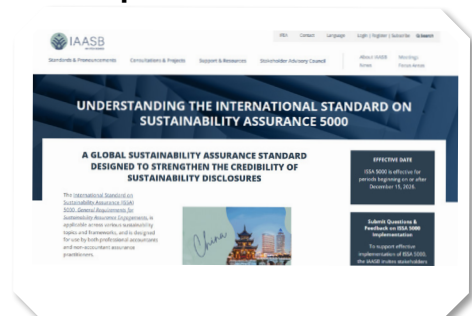 IAASB
Contact Language Login | Register | Subscribe Search
Standards & Pronouncements Consultations & Projects Support & Resources Stakeholder Advisory Council
About IAASB Meetings
News Focus Areas
UNDERSTANDING THE INTERNATIONAL STANDARD ON
SUSTAINABILITY ASSURANCE 5000
A GLOBAL SUSTAINABILITY ASSURANCE STANDARD
DESIGNED TO STRENGTHEN THE CREDIBILITY OF
SUSTAINABILITY DISCLOSURES
The International Standard on
Sustainability Assurance (ISSA)
5000, General Requirements for
Sustainability Assurance Engagements, is
applicable across various sustainability
topics and frameworks, and is designed
for use by both professional accountants
and non-accountant assurance
practitioners.
China
EFFECTIVE DATE
ISSA 5000 is effective for
periods beginning on or after
December 15, 2026.
Submit Questions &
Feedback on ISSA 5000
Implementation
To support effective
implementation of ISSA 5000,
the IAASB invites stakeholders